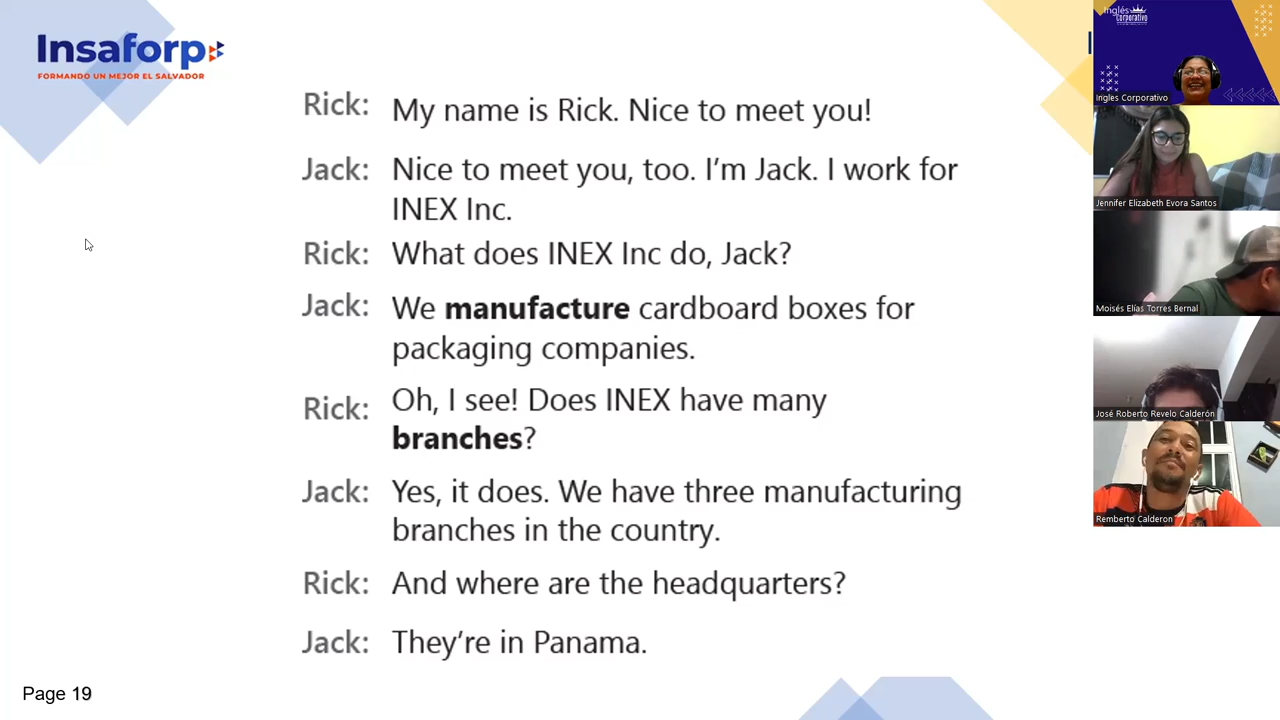 Insaforp
FORMANDO UN MEJOR EL SALVADOR
Rick: My name is Rick. Nice to meet you!
Jack: Nice to meet you, too. I'm Jack. I work for
INEX Inc.
Rick: What does INEX Inc do, Jack?
Jack: We manufacture cardboard boxes for
packaging companies.
Rick: Oh, I see! Does INEX have many
branches?
Jack: Yes, it does. We have three manufacturing
branches in the country.
Rick: And where are the headquarters?
Jack: They're in Panama.
Page 19
Inglés
Corporativo
Ingles Corporativo
Jennifer Elizabeth Evora Santos
Moisés Elías Torres Bernal
José Roberto Revelo Calderón
Remberto Calderon